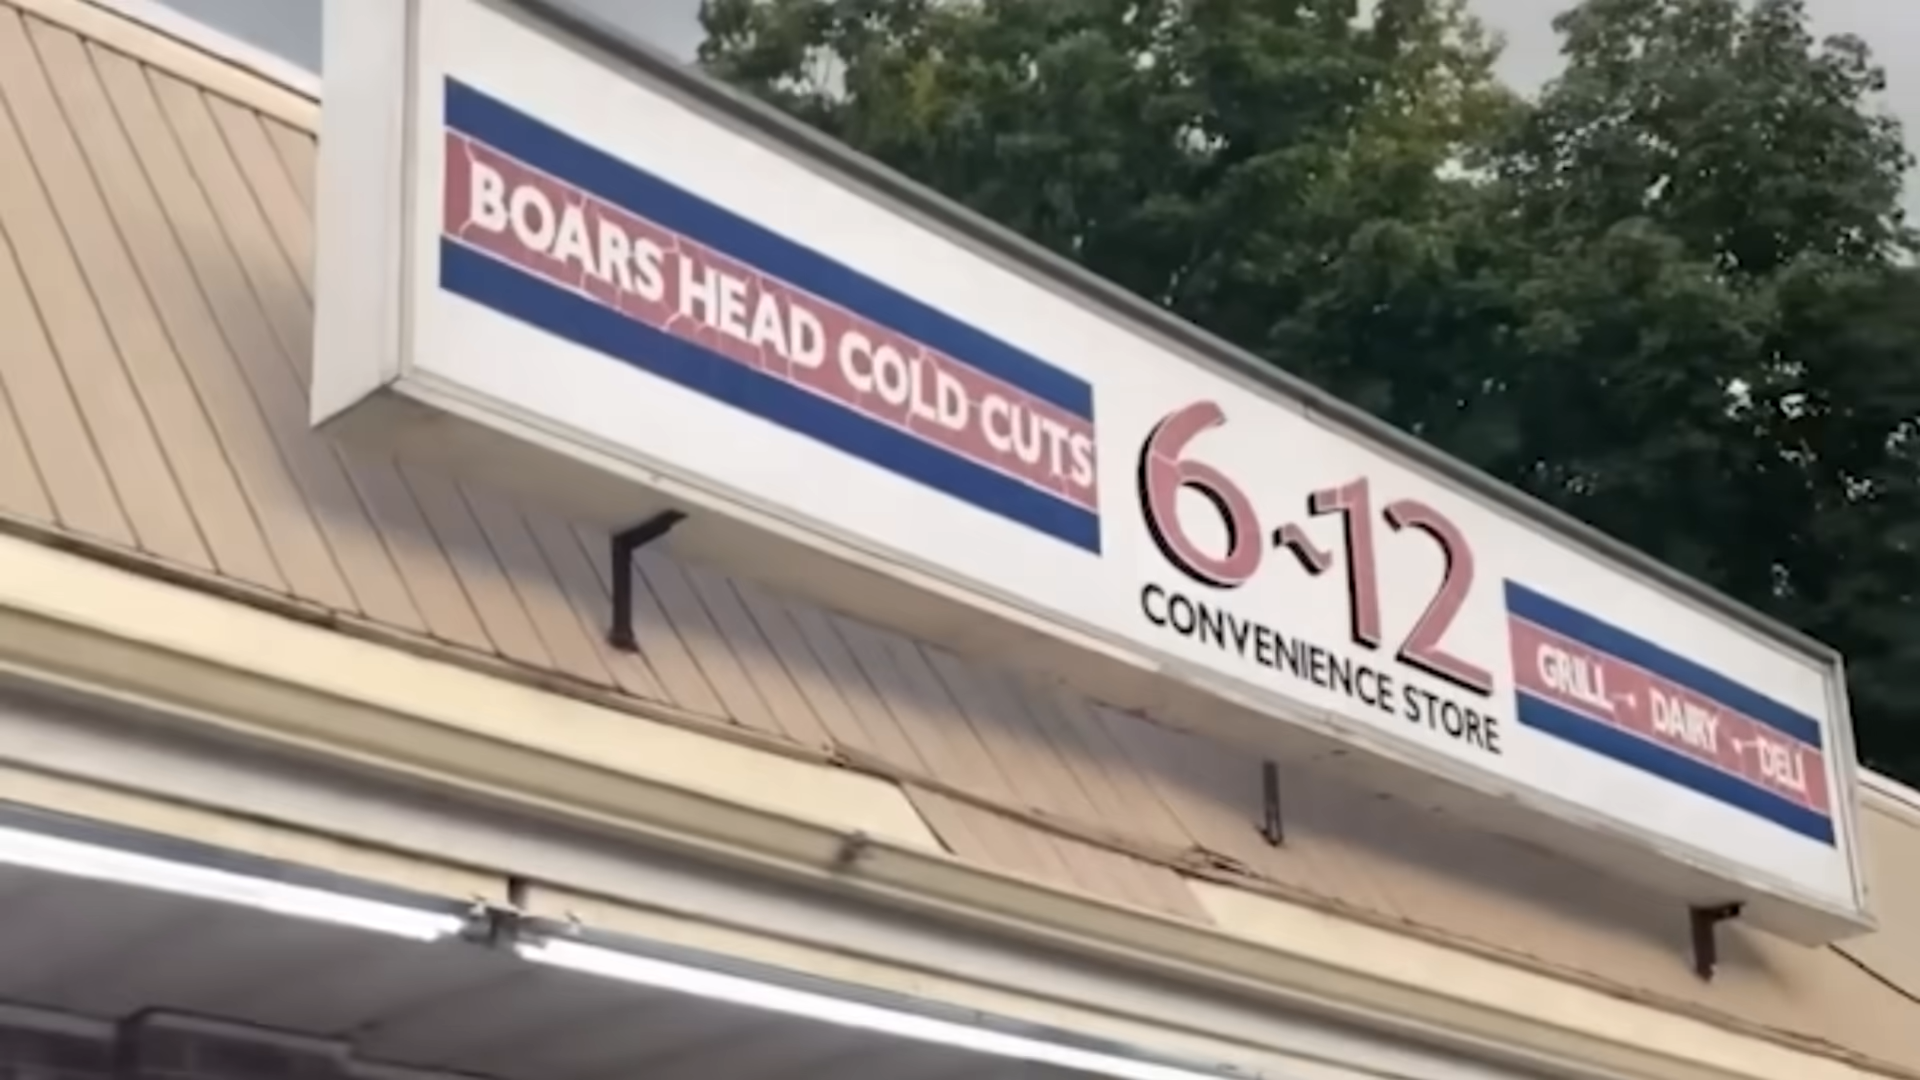 BOARS HEAD COLD CUTS
6~12
CONVENIENCE STORE
GRILL · DAIRY · DELI